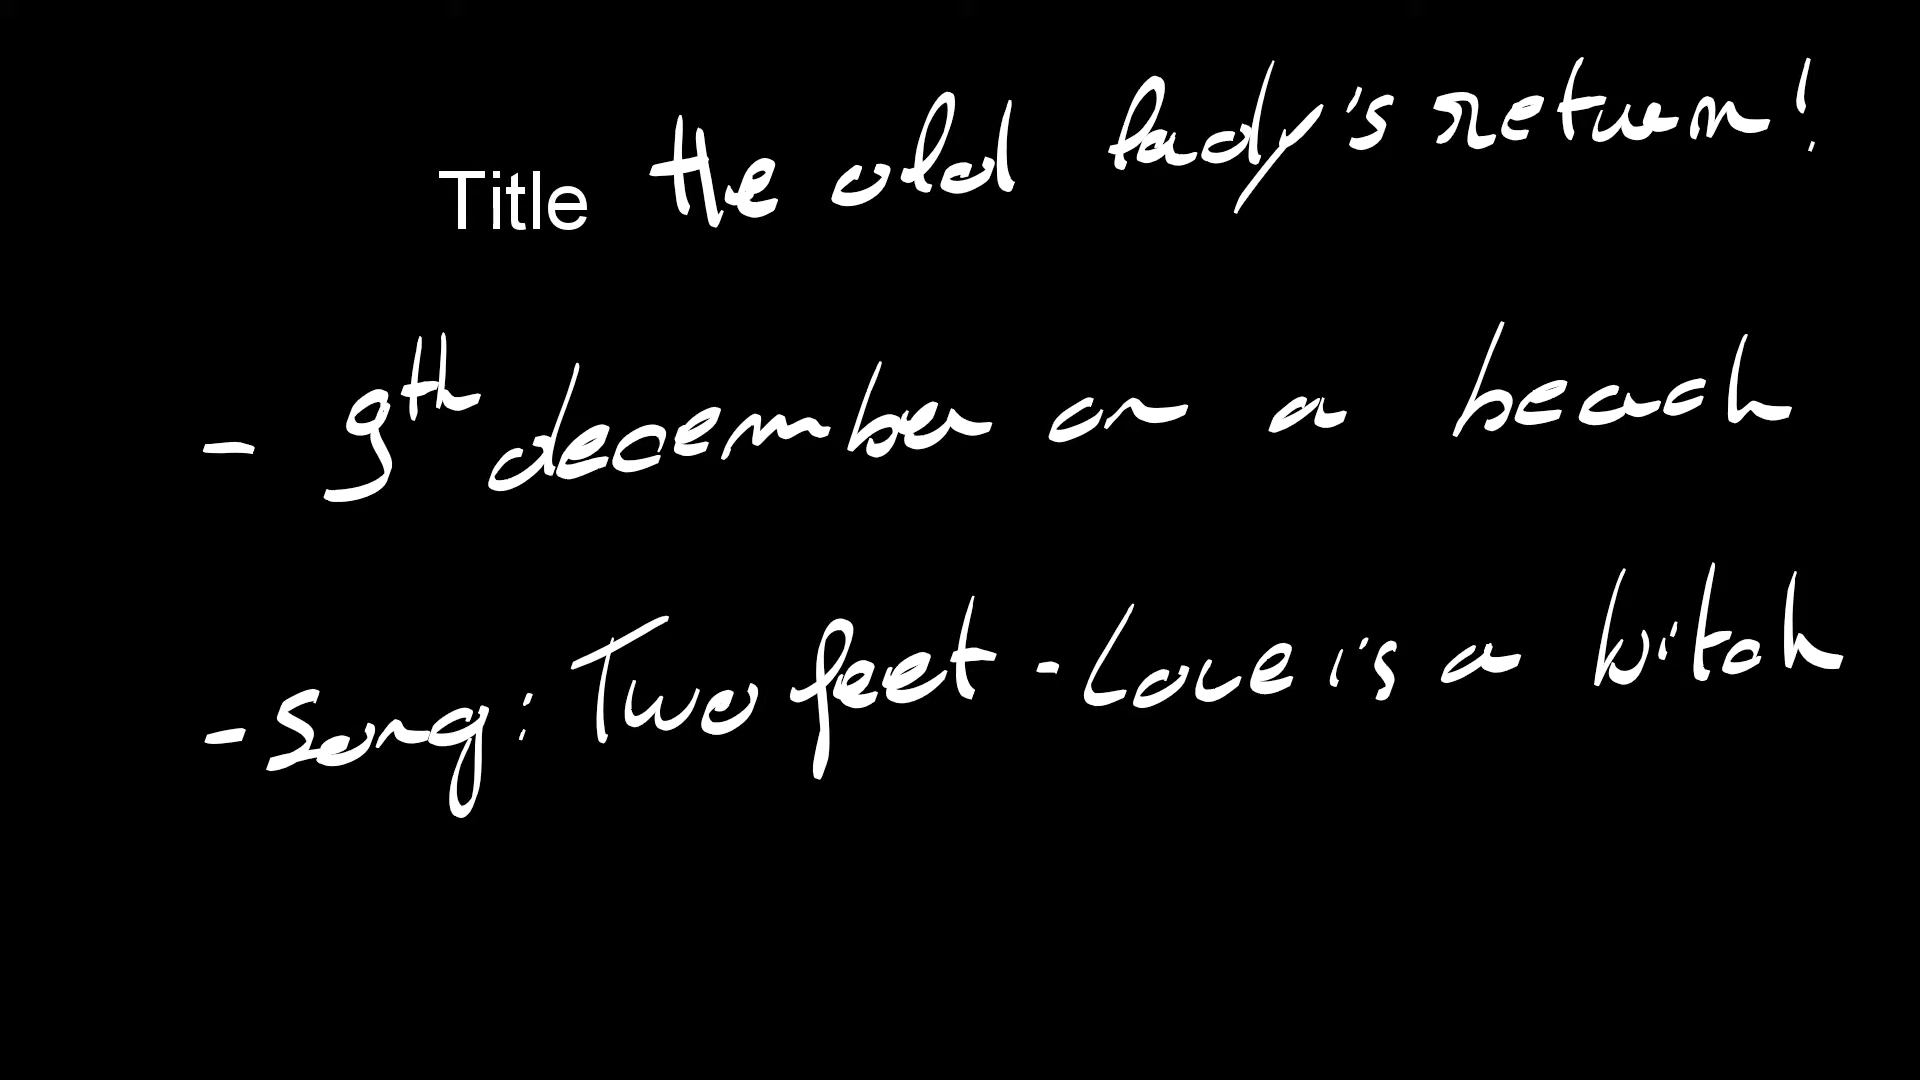 Title the old lady's return!
- 9th december on a beach
- Song: Two feet - Love is a bitch